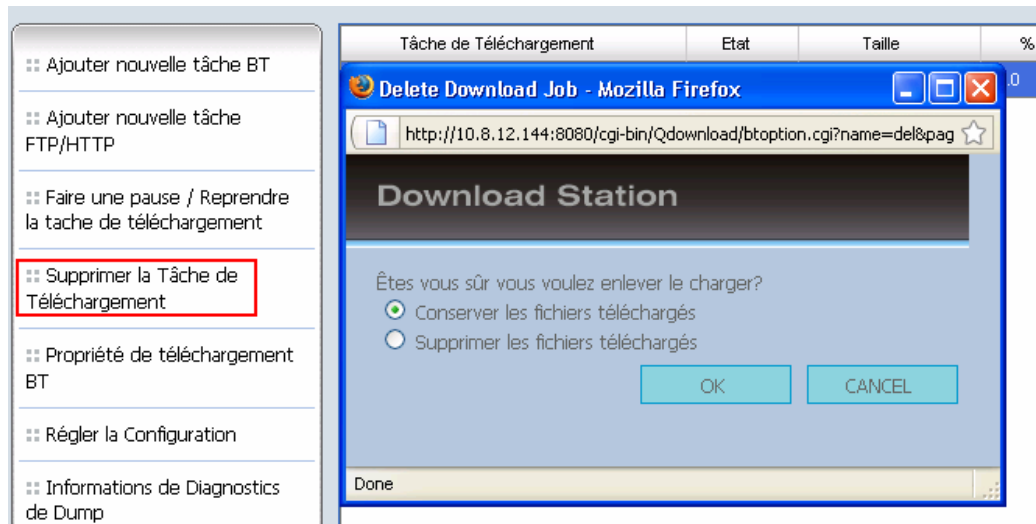 :: Ajouter nouvelle tâche BT
:: Ajouter nouvelle tâche
FTP/HTTP
:: Faire une pause / Reprendre
la tache de téléchargement
:: Supprimer la Tâche de
Téléchargement
:: Propriété de téléchargement
BT
:: Régler la Configuration
:: Informations de Diagnostics
de Dump
Tâche de Téléchargement Etat Taille %
.0
Delete Download Job - Mozilla Firefox
http://10.8.12.144:8080/cgi-bin/Qdownload/btoption.cgi?name=del&pag
Download Station
Êtes vous sûr vous voulez enlever le charger?
Conserver les fichiers téléchargés
Supprimer les fichiers téléchargés
OK CANCEL
Done